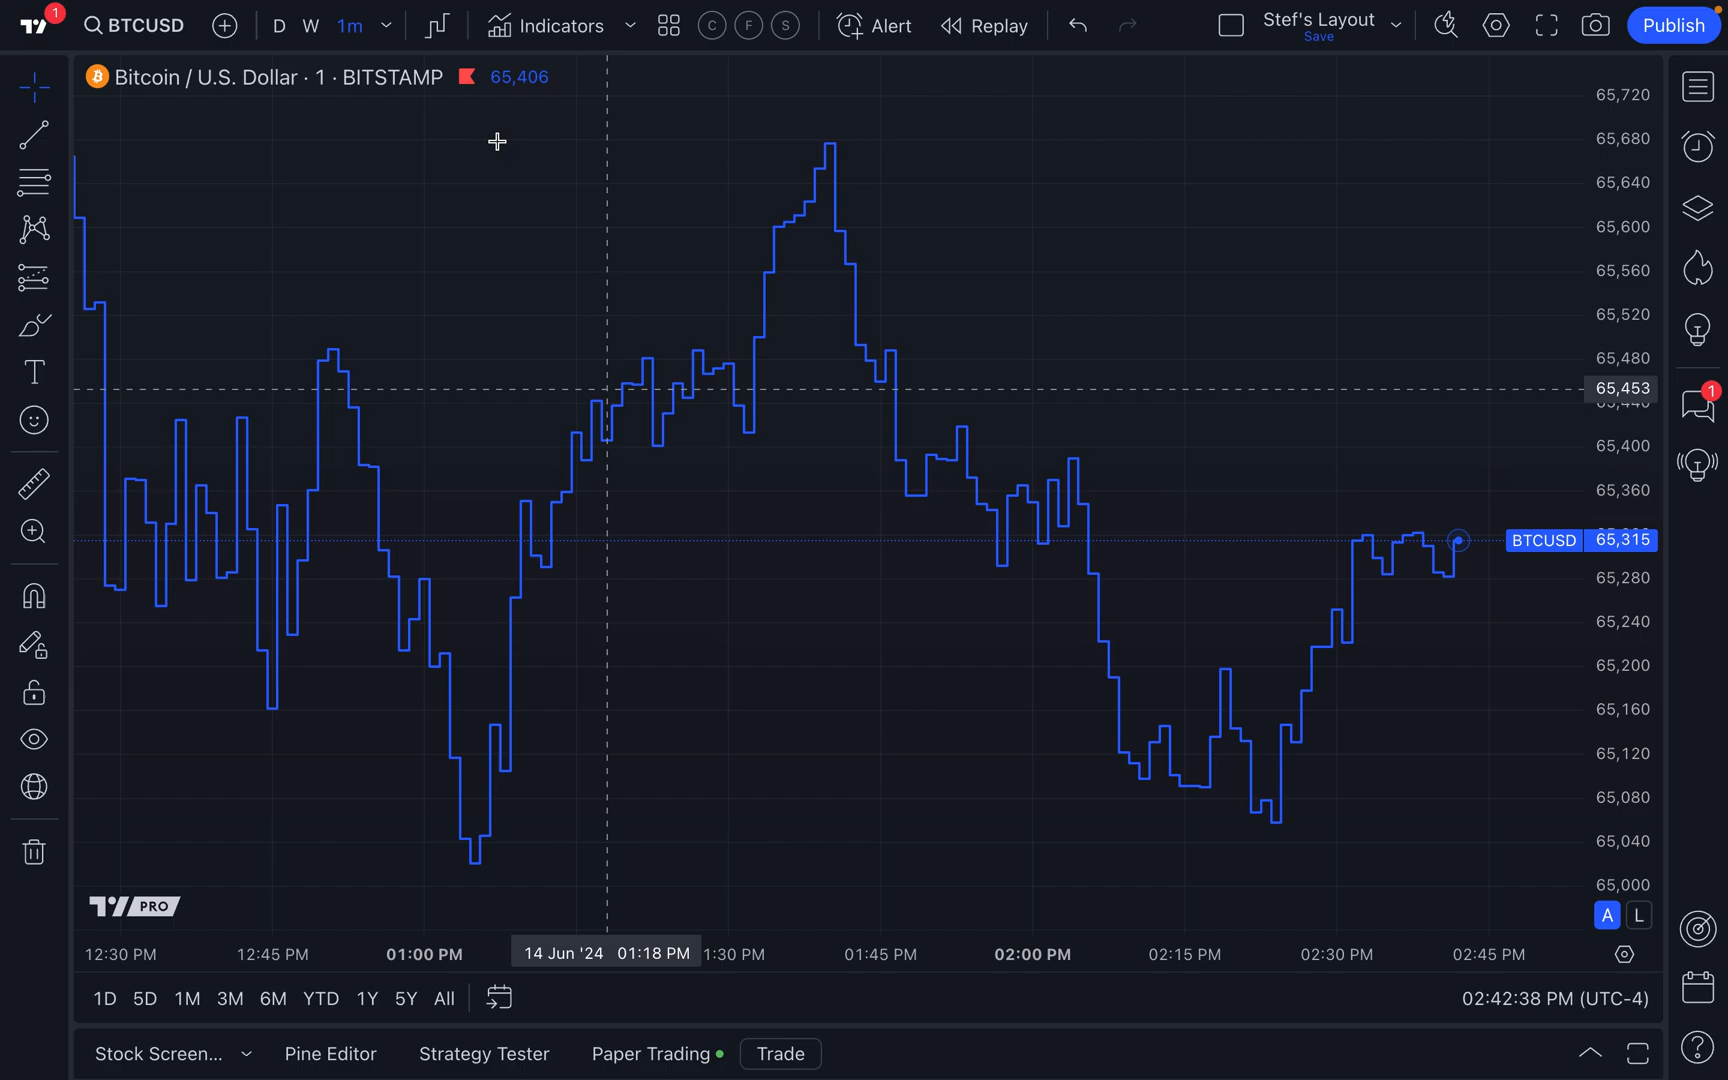 1
BTCUSD D W 1m Indicators C F S Alert Replay Stef's Layout Publish
Save
Bitcoin / U.S. Dollar · 1 · BITSTAMP 65,406
65,720
65,680
65,640
65,600
65,560
65,520
65,480
65,453
65,440
65,400
65,360
BTCUSD 65,315
65,280
65,240
65,200
65,160
65,120
65,080
65,040
65,000
1
PRO
A L
12:30 PM 12:45 PM 01:00 PM 14 Jun '24 01:18 PM 1:30 PM 01:45 PM 02:00 PM 02:15 PM 02:30 PM 02:45 PM
1D 5D 1M 3M 6M YTD 1Y 5Y All 02:42:38 PM (UTC-4)
Stock Screen... Pine Editor Strategy Tester Paper Trading Trade